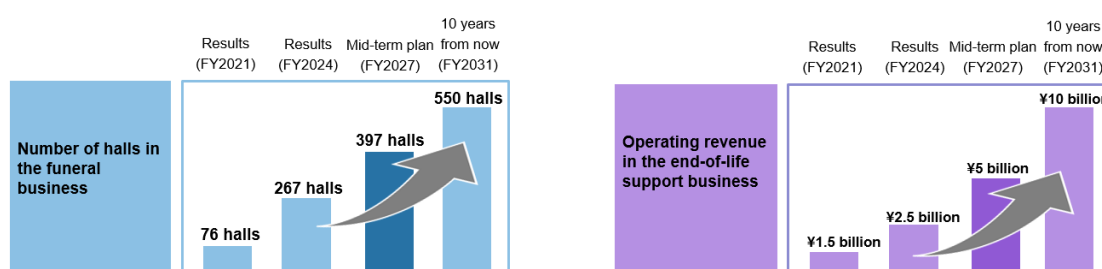 10 years
Results Results Mid-term plan from now
(FY2021) (FY2024) (FY2027) (FY2031)
Number of halls in
the funeral
business
550 halls
397 halls
267 halls
76 halls
10 years
Results Results Mid-term plan from now
(FY2021) (FY2024) (FY2027) (FY2031)
Operating revenue
in the end-of-life
support business
¥10 billio
¥5 billion
¥2.5 billion
¥1.5 billion